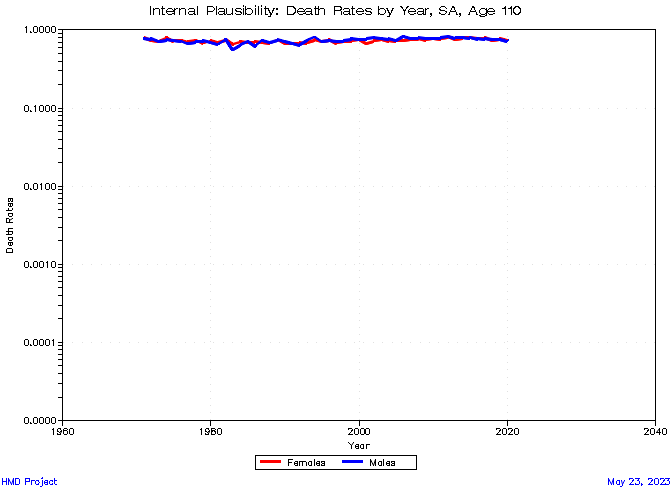 Internal Plausibility: Death Rates by Year, SA, Age 110
1.0000
0.1000
0.0100
0.0010
0.0001
0.0000
Death Rates
1960 1980 2000 2020 2040
Year
Females Males
HMD Project
May 23, 2023